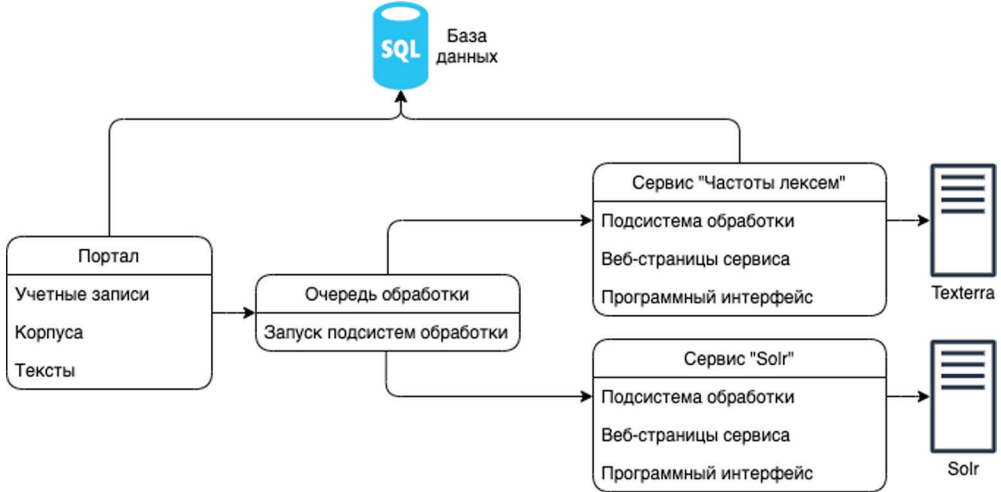 SQL
База
данных
Портал
Учетные записи
Корпуса
Тексты
Очередь обработки
Запуск подсистем обработки
Сервис "Частоты лексем"
Подсистема обработки
Веб-страницы сервиса
Программный интерфейс
Texterra
Сервис "Solr"
Подсистема обработки
Веб-страницы сервиса
Программный интерфейс
Solr